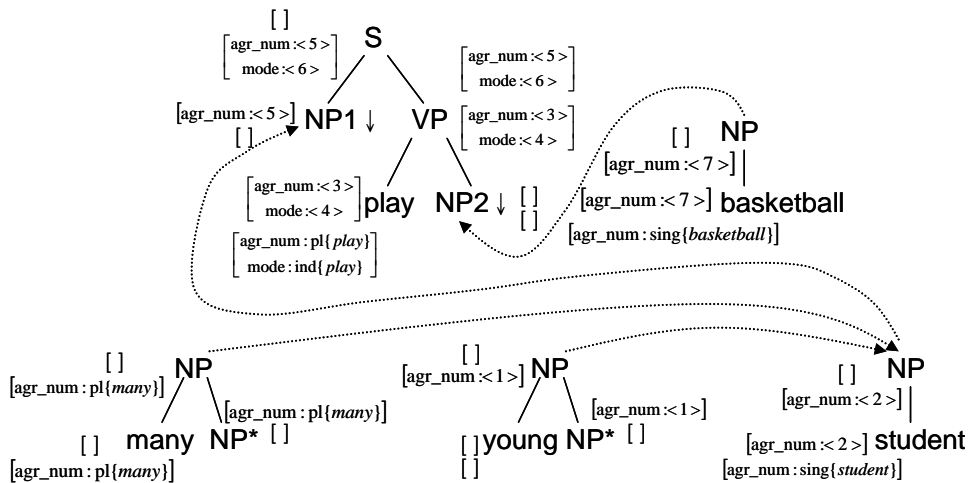 [ ]
S
[agr_num :< 5 >
mode :< 6 >]
[agr_num :< 5 >
mode :< 6 >]
[agr_num :< 5 >] NP1 ↓ VP
[ ]
[agr_num :< 3 >
mode :< 4 >]
NP
[ ]
[agr_num :< 7 >]
[agr_num :< 3 >
mode :< 4 >] play NP2 ↓ [ ]
[ ]
[agr_num :< 7 >] basketball
[agr_num : sing{basketball}]
[agr_num : pl{play}
mode : ind{play}]
[ ] NP
[agr_num : pl{many}]
[agr_num : pl{many}]
[ ] many NP* [ ]
[agr_num : pl{many}]
[ ] NP
[agr_num :< 1 >]
[agr_num :< 1 >]
[ ] young NP* [ ]
[ ]
NP
[ ]
[agr_num :< 2 >]
[agr_num :< 2 >] student
[agr_num : sing{student}]